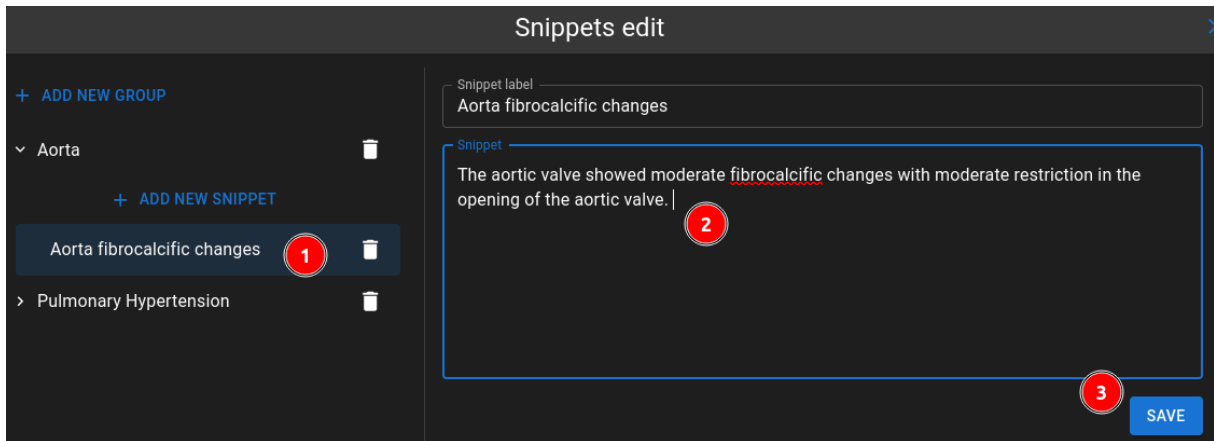 Snippets edit
+ ADD NEW GROUP
Aorta
+ ADD NEW SNIPPET
Aorta fibrocalcific changes
1
Pulmonary Hypertension
Snippet label
Aorta fibrocalcific changes
Snippet
The aortic valve showed moderate fibrocalcific changes with moderate restriction in the
opening of the aortic valve.
2
3
SAVE